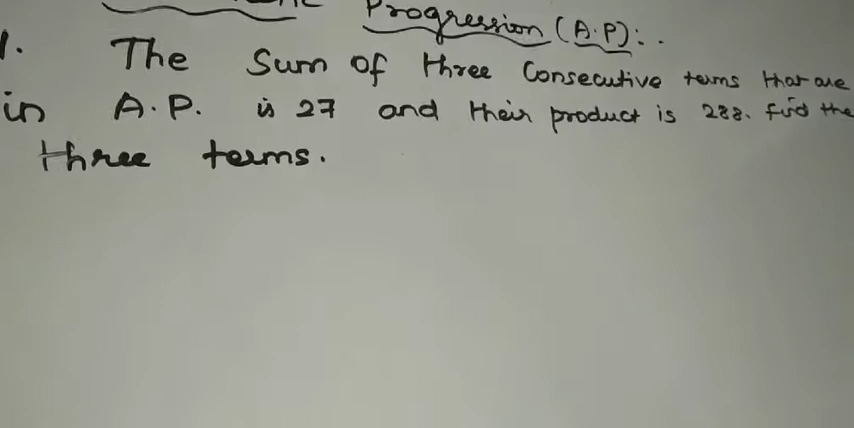 Progression (A.P):.
1. The Sum of three Consecutive terms that are
in A.P. is 27 and their product is 288. find the
three terms.